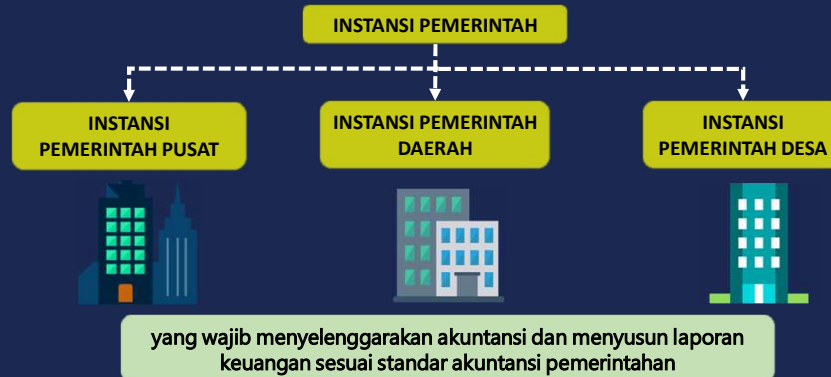 INSTANSI PEMERINTAH
INSTANSI
PEMERINTAH PUSAT
INSTANSI PEMERINTAH
DAERAH
INSTANSI
PEMERINTAH DESA
yang wajib menyelenggarakan akuntansi dan menyusun laporan
keuangan sesuai standar akuntansi pemerintahan